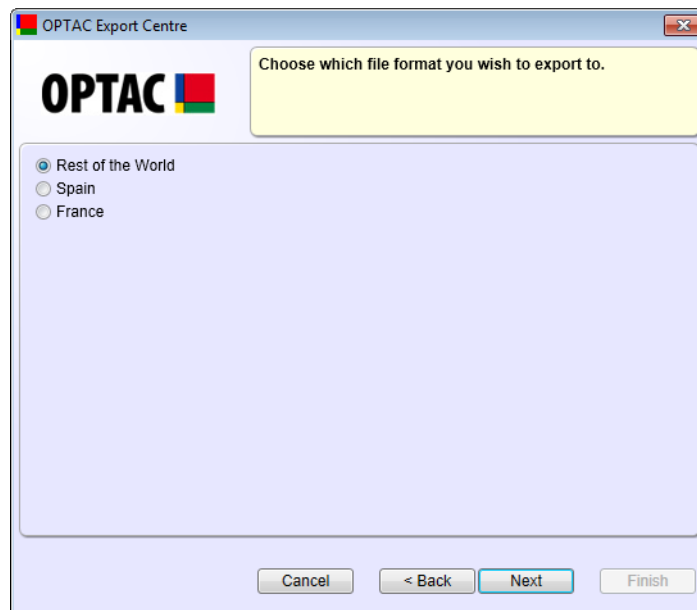 OPTAC Export Centre
OPTAC
Choose which file format you wish to export to.
Rest of the World
Spain
France
Cancel
< Back
Next
Finish